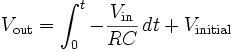 V_out = ∫_0^t − V_in/RC dt + V_initial